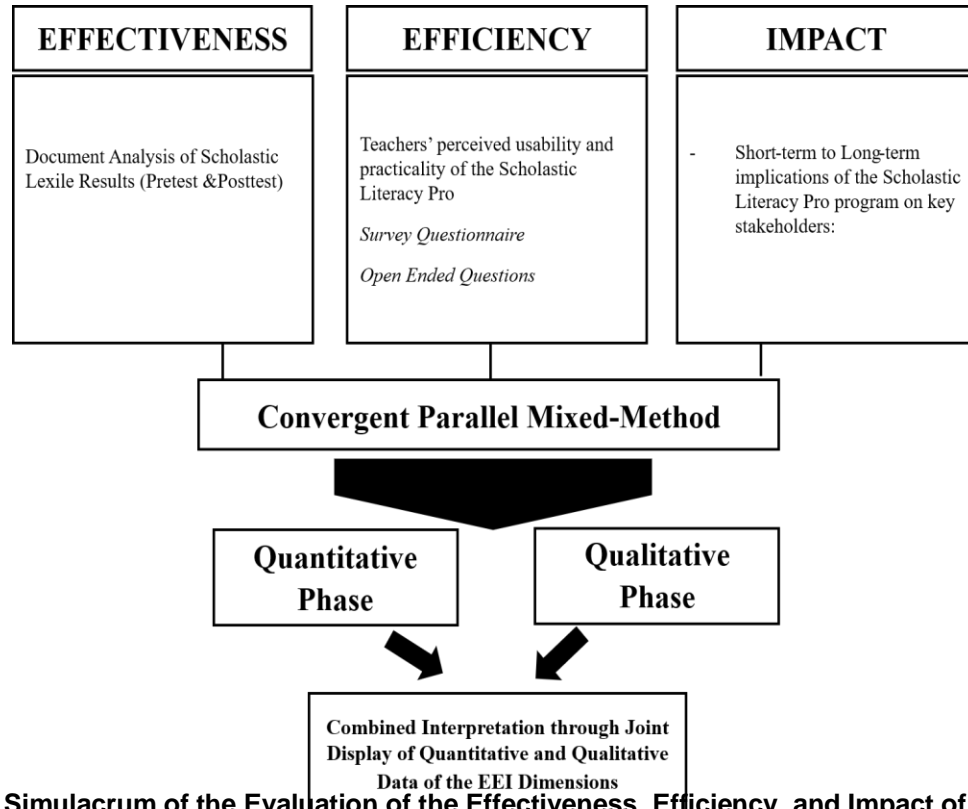 EFFECTIVENESS
Document Analysis of Scholastic
Lexile Results (Pretest &Posttest)
EFFICIENCY
Teachers' perceived usability and
practicality of the Scholastic
Literacy Pro
Survey Questionnaire
Open Ended Questions
IMPACT
- Short-term to Long-term
implications of the Scholastic
Literacy Pro program on key
stakeholders:
Convergent Parallel Mixed-Method
Quantitative
Phase
Qualitative
Phase
Combined Interpretation through Joint
Display of Quantitative and Qualitative
Data of the EEI Dimensions
Simulacrum of the Evaluation of the Effectiveness, Efficiency, and Impact of